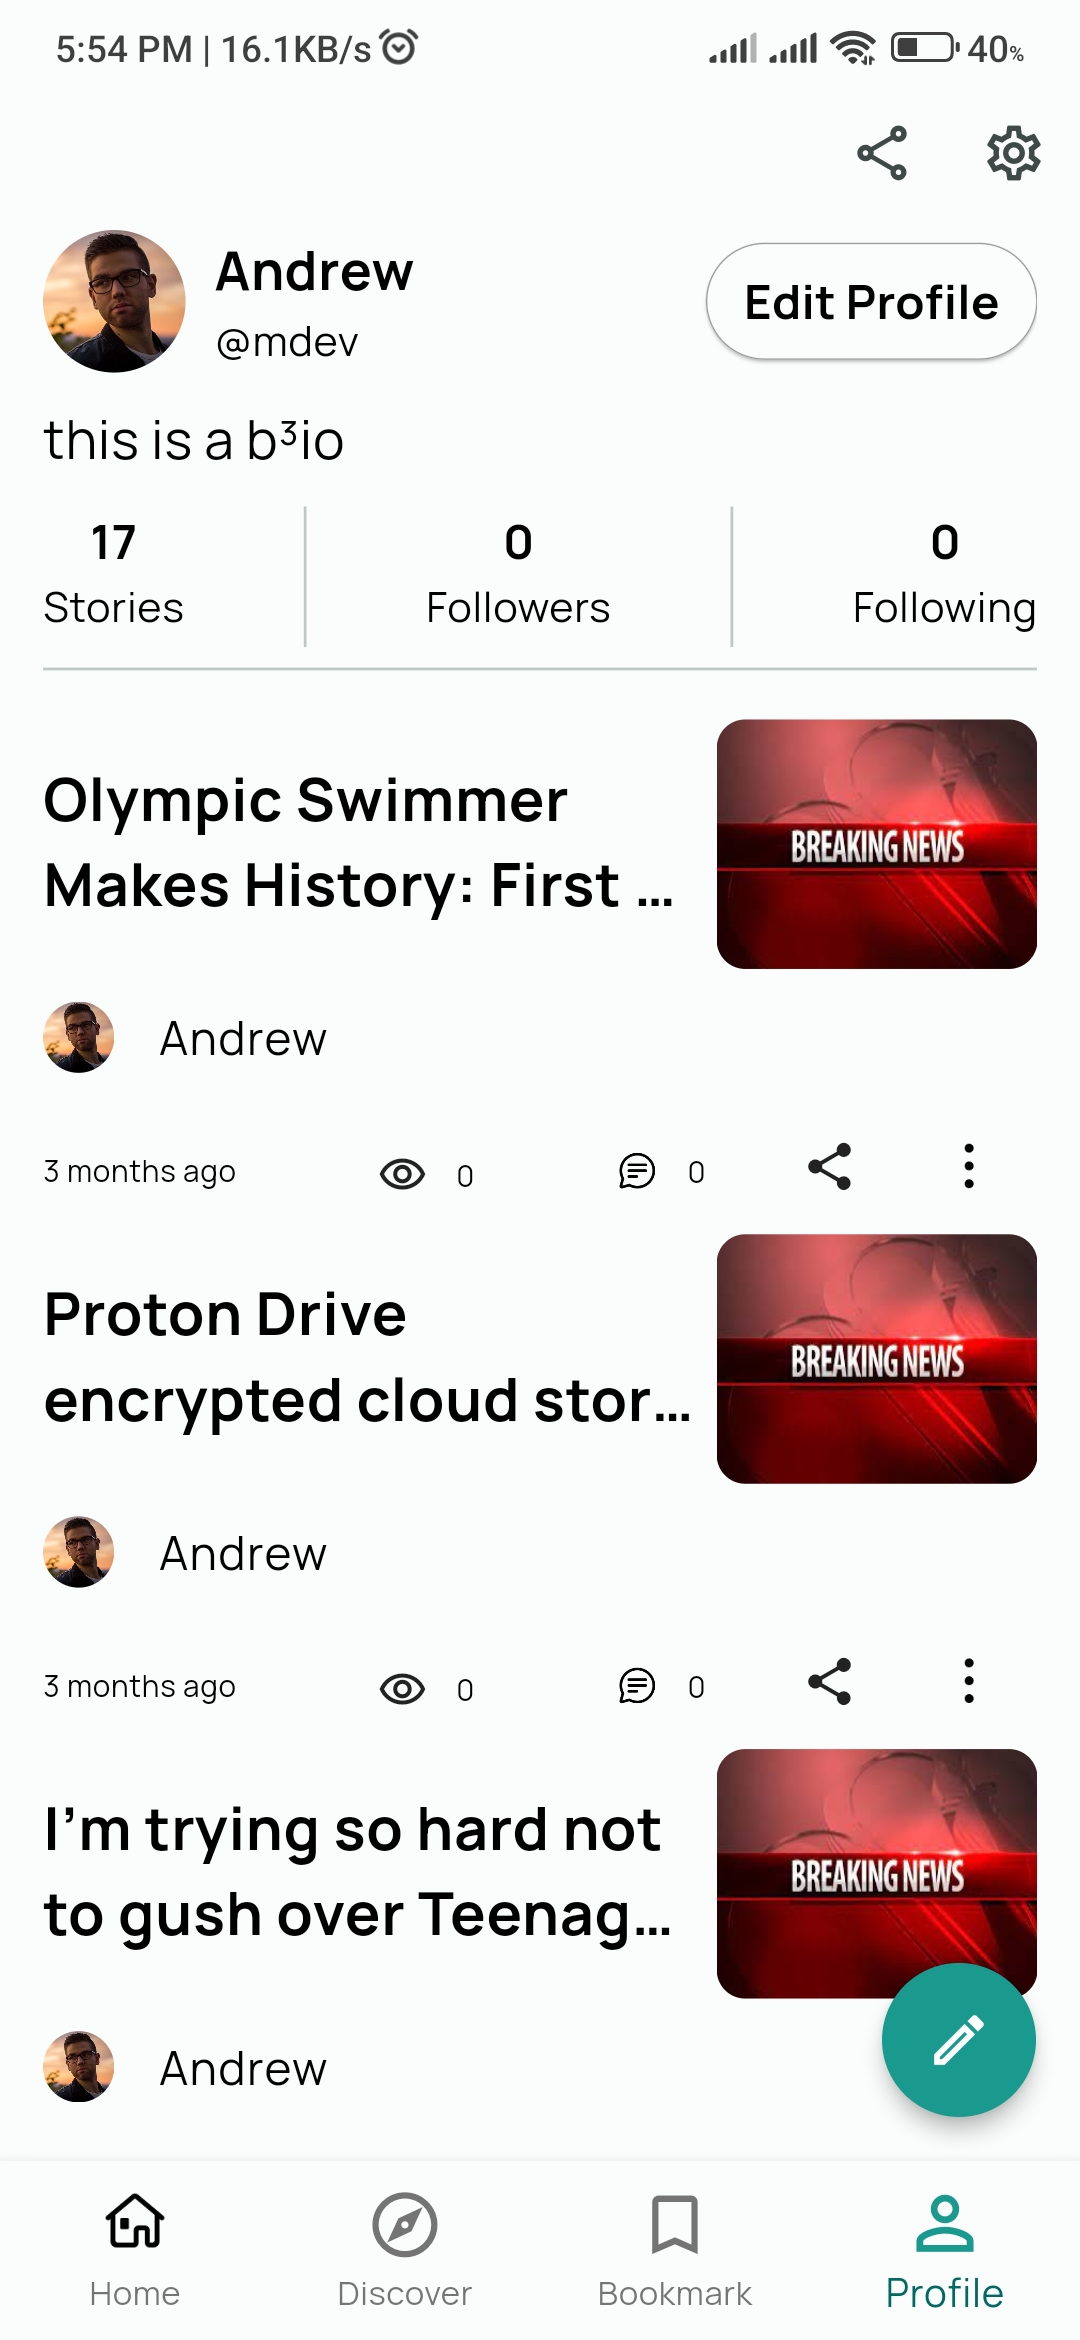 5:54 PM | 16.1KB/s 40%
Andrew
@mdev
Edit Profile
this is a b³io
17 0 0
Stories Followers Following
Olympic Swimmer
Makes History: First ...
BREAKING NEWS
Andrew
3 months ago 0 0
Proton Drive
encrypted cloud stor...
BREAKING NEWS
Andrew
3 months ago 0 0
I'm trying so hard not
to gush over Teenag...
BREAKING NEWS
Andrew
Home Discover Bookmark Profile